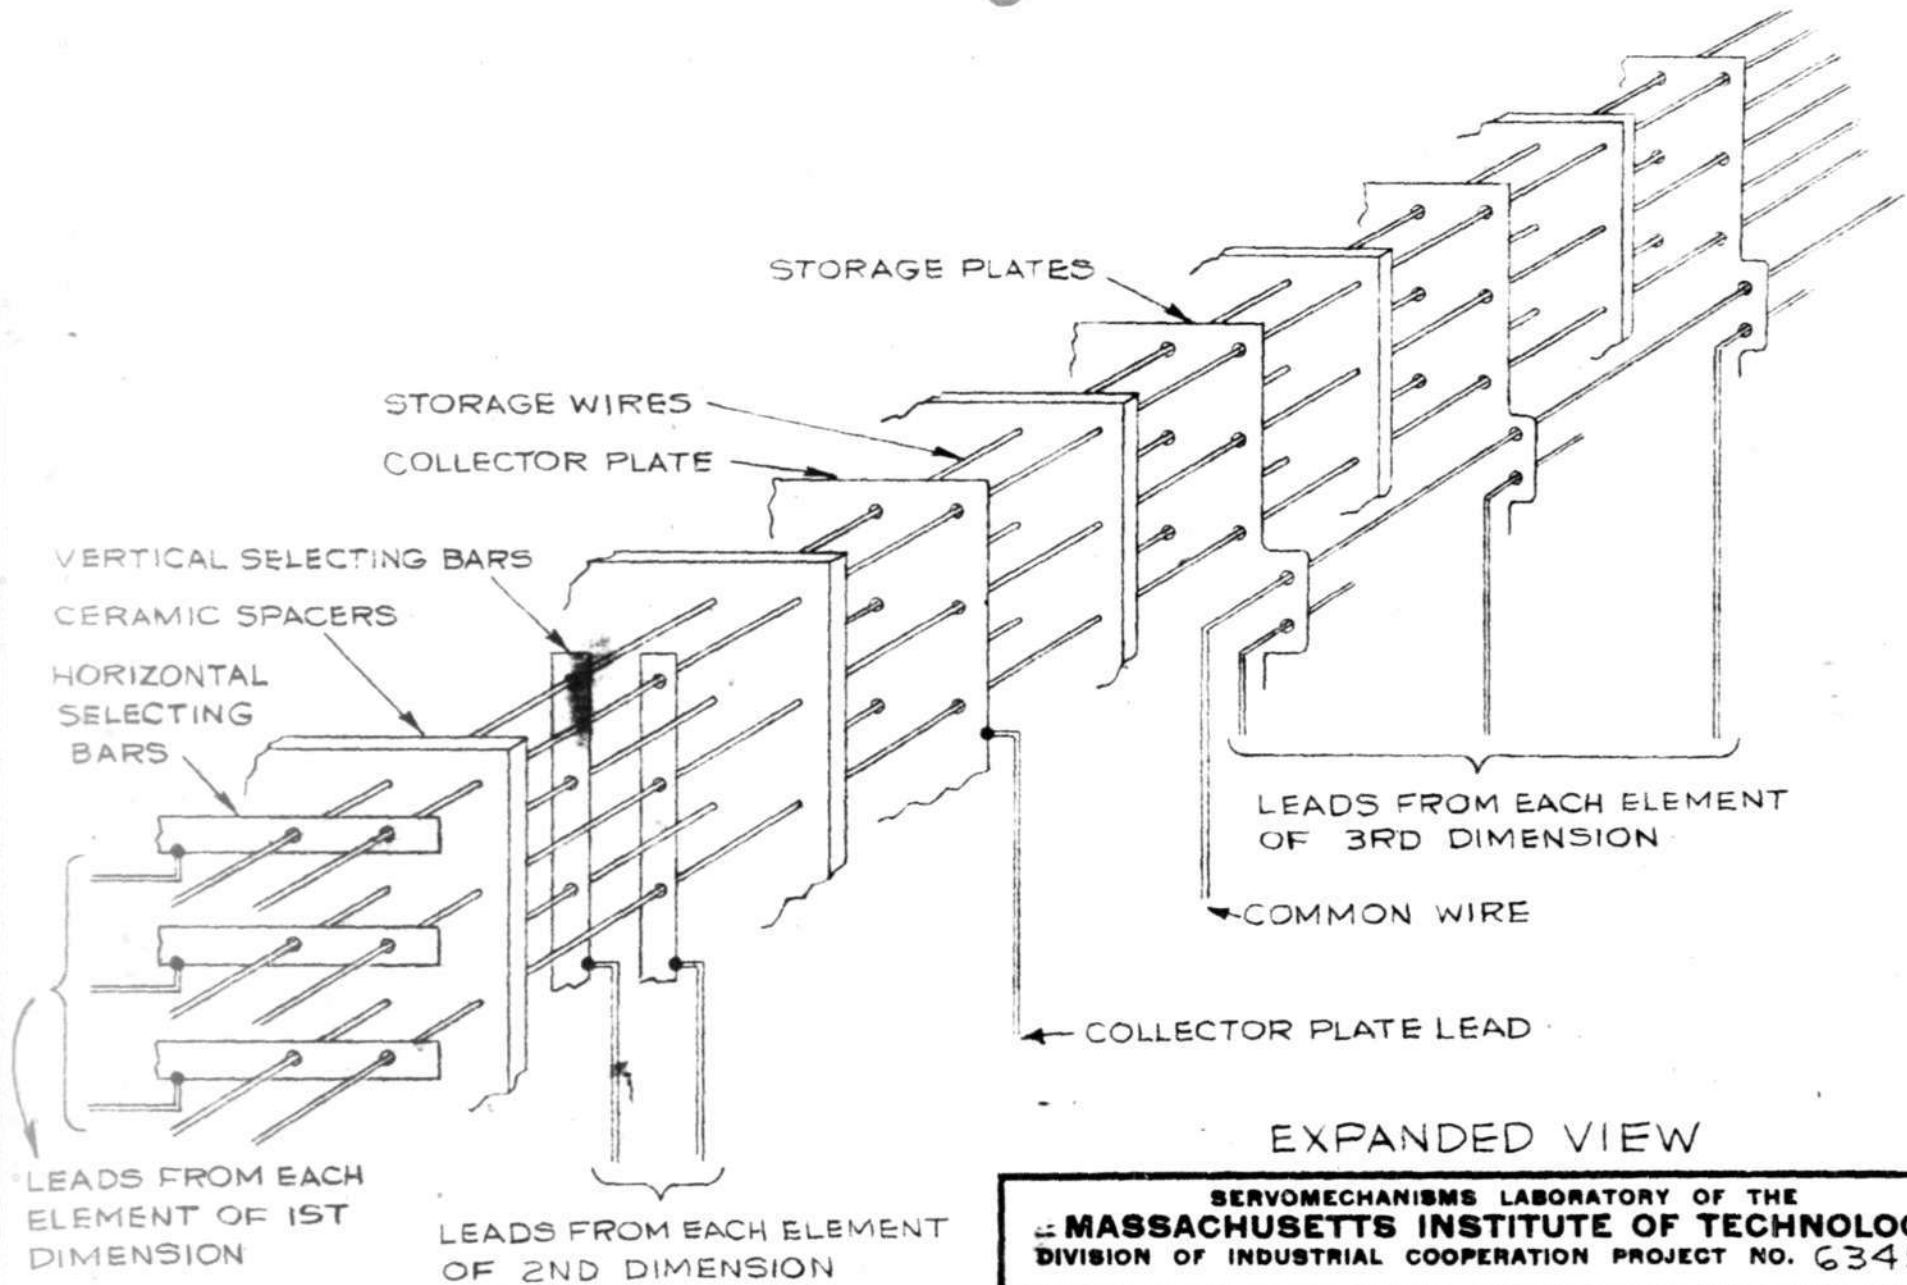 STORAGE PLATES
STORAGE WIRES
COLLECTOR PLATE
VERTICAL SELECTING BARS
CERAMIC SPACERS
HORIZONTAL
SELECTING
BARS
LEADS FROM EACH ELEMENT
OF 3RD DIMENSION
COMMON WIRE
COLLECTOR PLATE LEAD
LEADS FROM EACH
ELEMENT OF 1ST
DIMENSION
LEADS FROM EACH ELEMENT
OF 2ND DIMENSION
EXPANDED VIEW
SERVOMECHANISMS LABORATORY OF THE
MASSACHUSETTS INSTITUTE OF TECHNOLO
DIVISION OF INDUSTRIAL COOPERATION PROJECT NO. 634